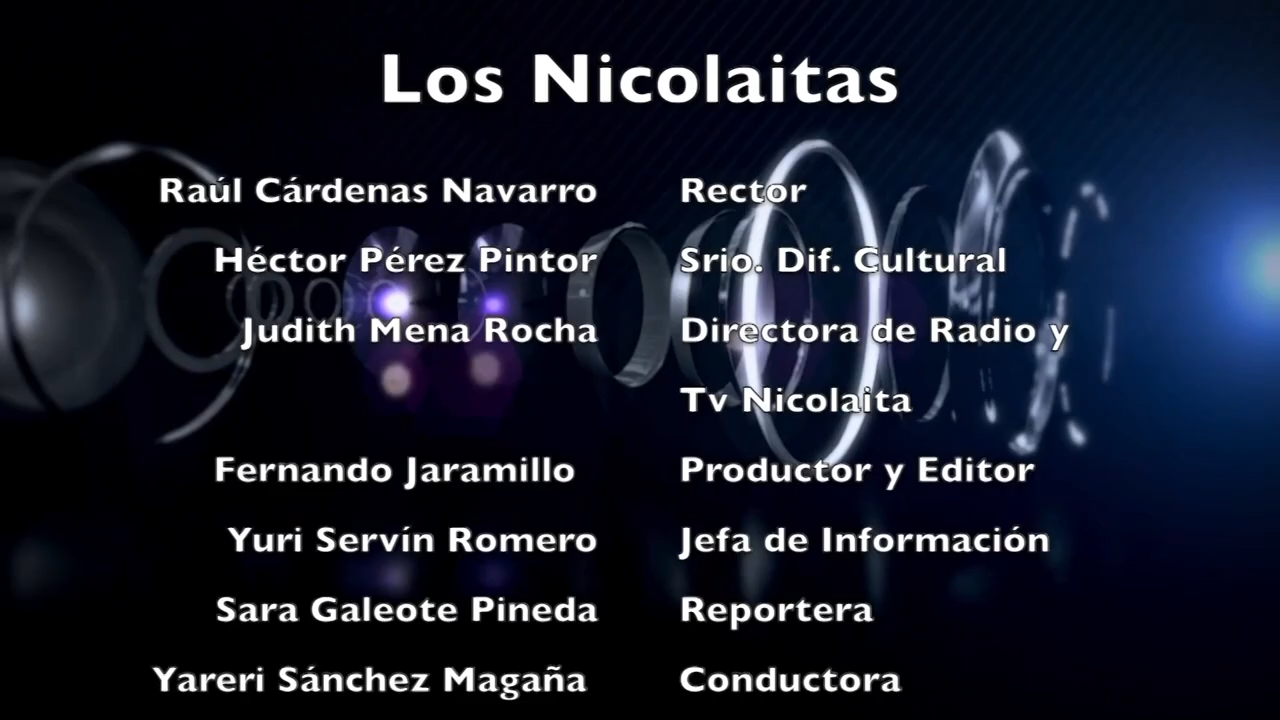 Los Nicolaitas
Raúl Cárdenas Navarro Rector
Héctor Pérez Pintor Srio. Dif. Cultural
Judith Mena Rocha Directora de Radio y
Tv Nicolaita
Fernando Jaramillo Productor y Editor
Yuri Servín Romero Jefa de Información
Sara Galeote Pineda Reportera
Yareri Sánchez Magaña Conductora